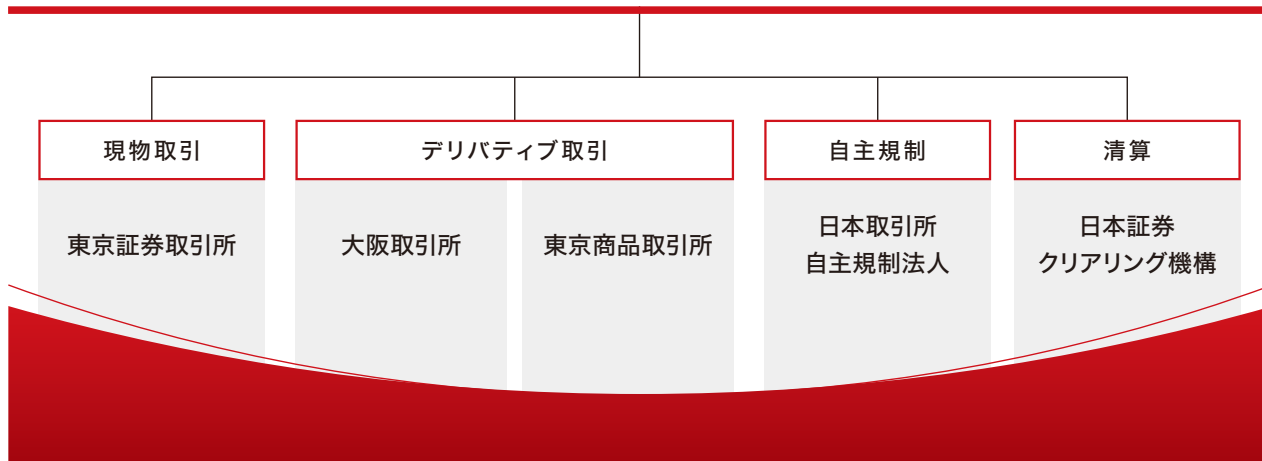 現物取引
デリバティブ取引
自主規制
清算
東京証券取引所
大阪取引所
東京商品取引所
日本取引所
自主規制法人
日本証券
クリアリング機構